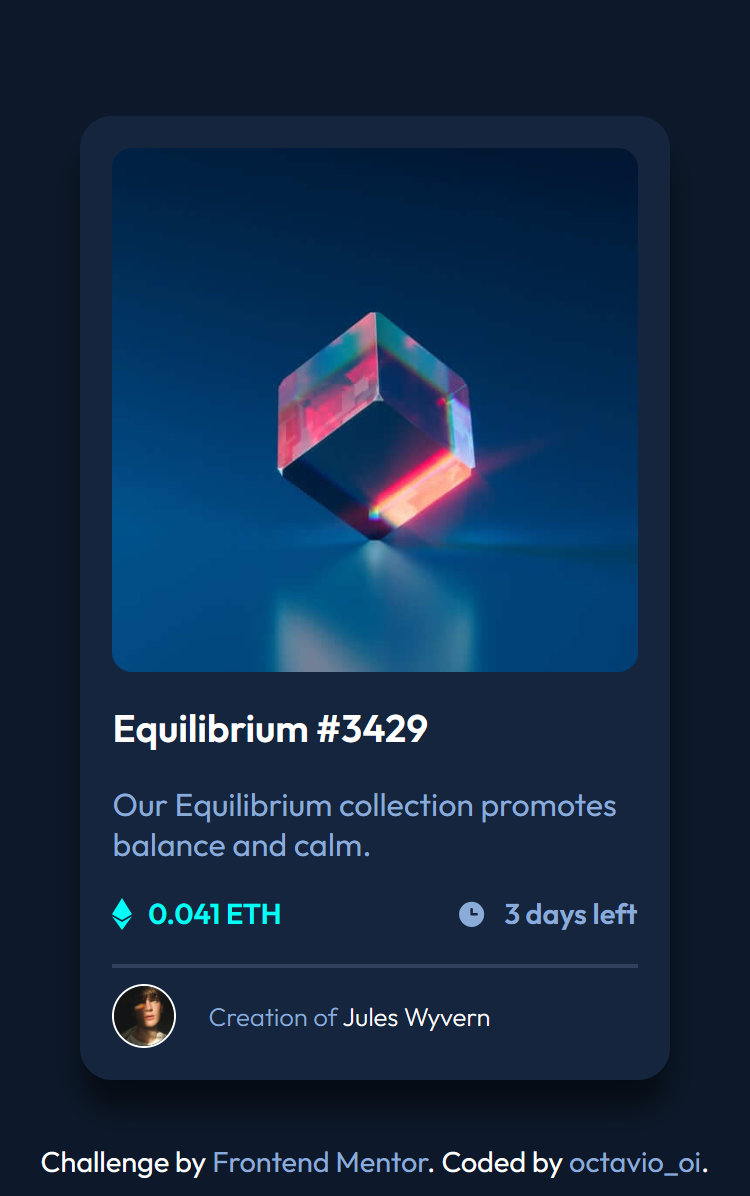 Equilibrium #3429
Our Equilibrium collection promotes
balance and calm.
0.041 ETH
3 days left
Creation of Jules Wyvern
Challenge by Frontend Mentor. Coded by octavio_oi.